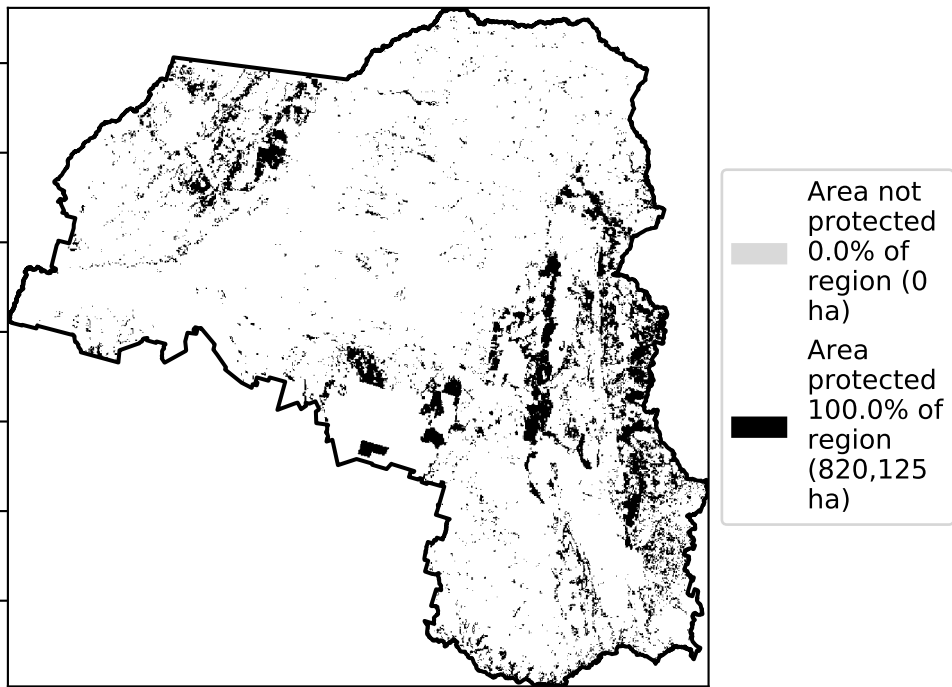 Area not
protected
0.0% of
region (0
ha)
Area
protected
100.0% of
region
(820,125
ha)